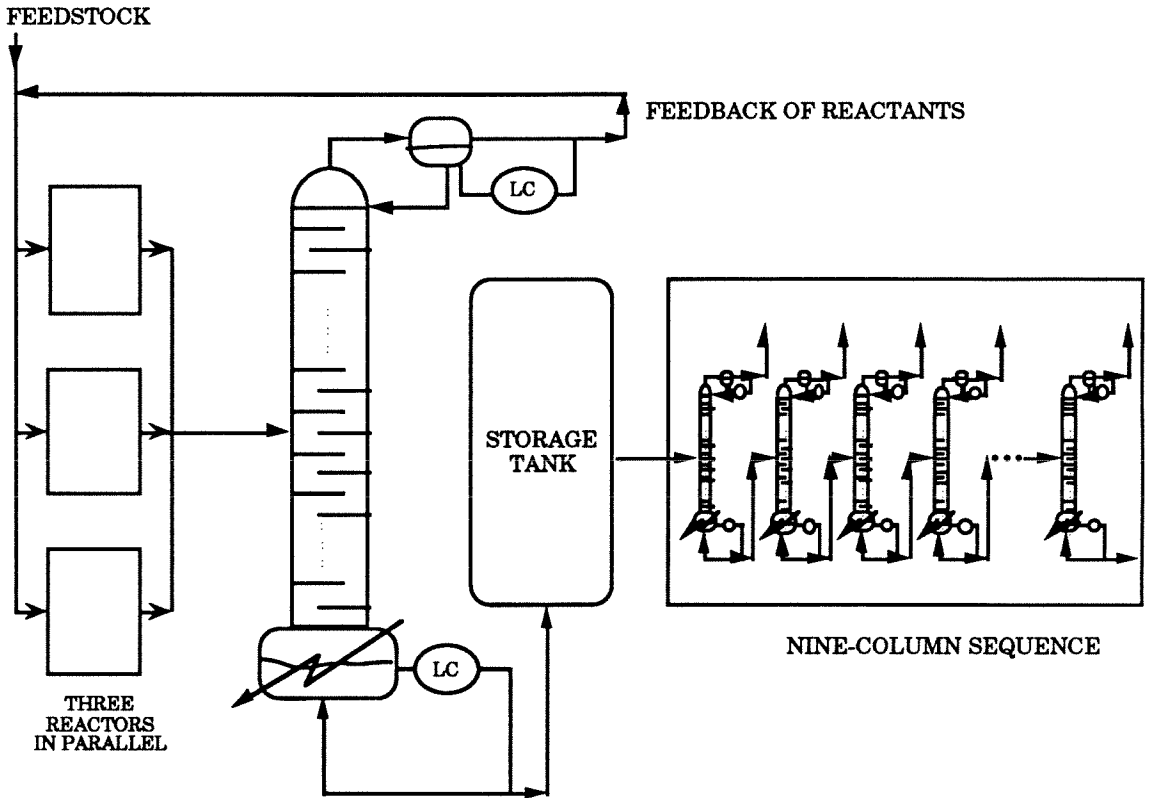 FEEDSTOCK
FEEDBACK OF REACTANTS
LC
STORAGE
TANK
LC
NINE-COLUMN SEQUENCE
THREE
REACTORS
IN PARALLEL